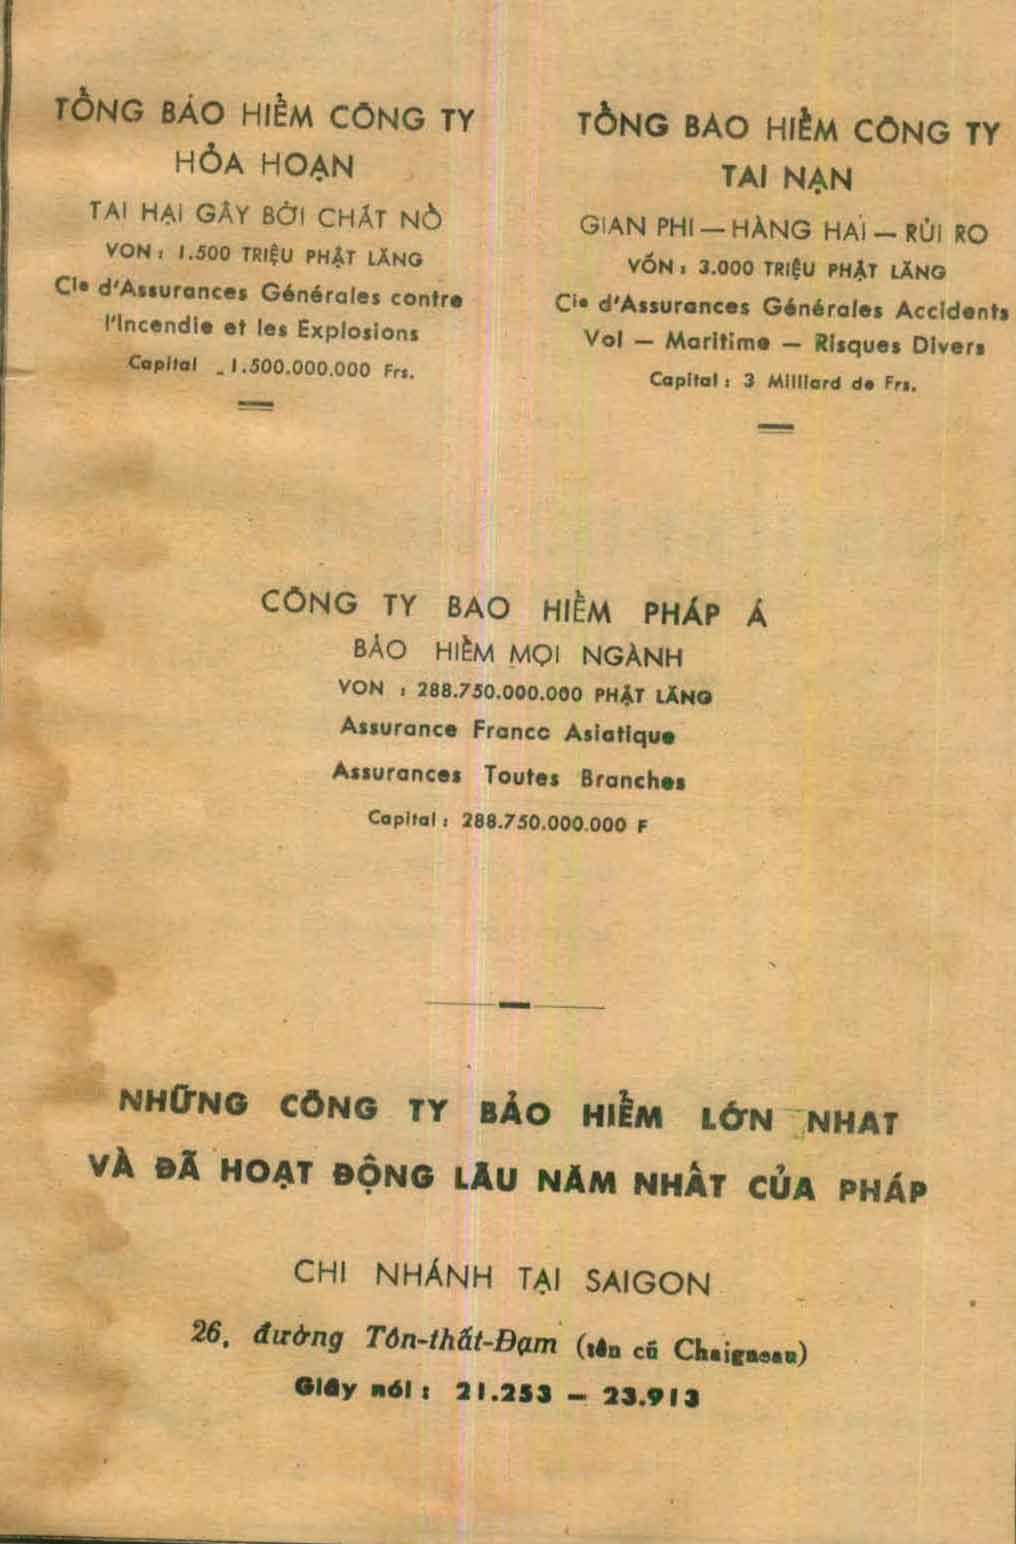 TỔNG BẢO HIỂM CÔNG TY
HỎA HOẠN
TAI HẠI GÂY BỞI CHẤT NỔ
VON : 1.500 TRIỆU PHẬT LĂNG
Cie d'Assurances Générales contre
l'Incendie et les Explosions
Capital : 1.500.000.000 Frs.
TỔNG BAO HIỂM CÔNG TY
TAI NẠN
GIAN PHI — HÀNG HẢI — RỦI RO
VỐN : 3.000 TRIỆU PHẬT LĂNG
Cie d'Assurances Générales Accidents
Vol — Maritime — Risques Divers
Capital : 3 Milliard de Frs.
CÔNG TY BAO HIỂM PHÁP Á
BẢO HIỂM MỌI NGÀNH
VON : 288.750.000.000 PHẬT LĂNG
Assurance Franco Asiatique
Assurances Toutes Branches
Capital : 288.750.000.000 F
NHỮNG CÔNG TY BẢO HIỂM LỚN NHAT
VÀ ĐÃ HOẠT ĐỘNG LÂU NĂM NHẤT CỦA PHÁP
CHI NHÁNH TẠI SAIGON
26, đường Tôn-thất-Đạm (tên cũ Chaigneau)
Giây nói : 21.253 — 23.913